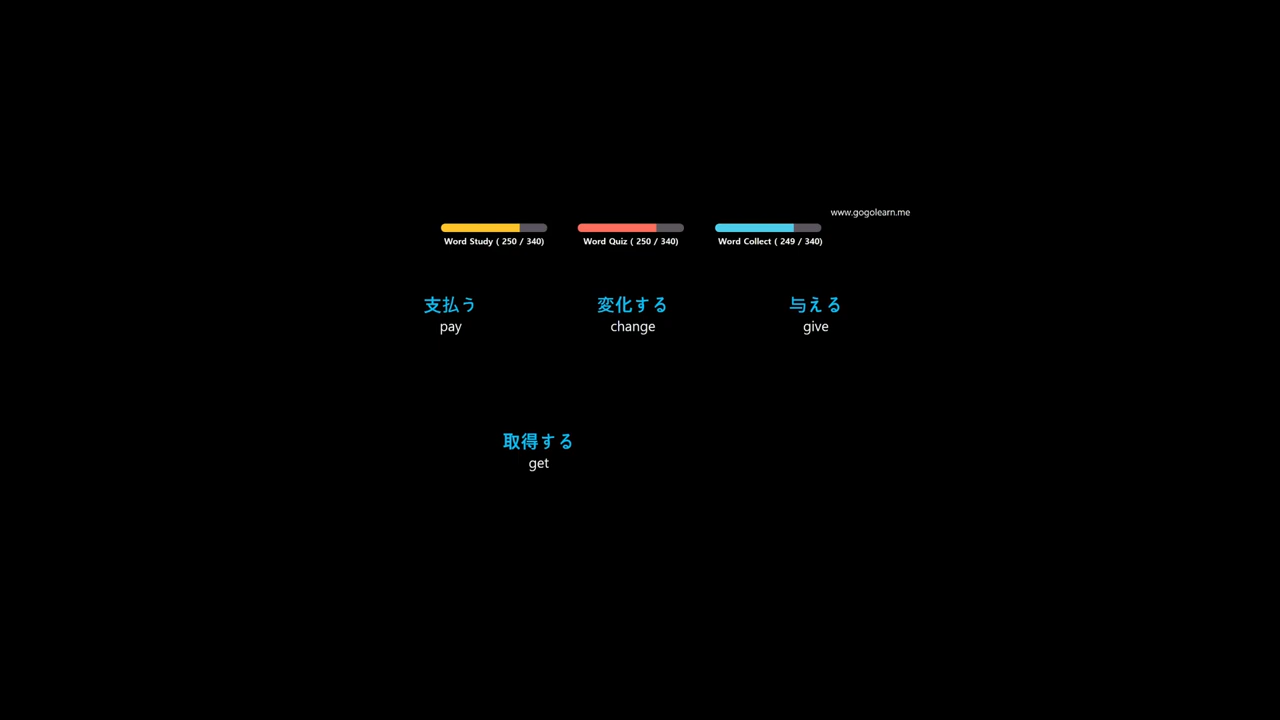 www.gogolearn.me
Word Study ( 250 / 340)
Word Quiz ( 250 / 340)
Word Collect ( 249 / 340)
支払う
pay
変化する
change
与える
give
取得する
get